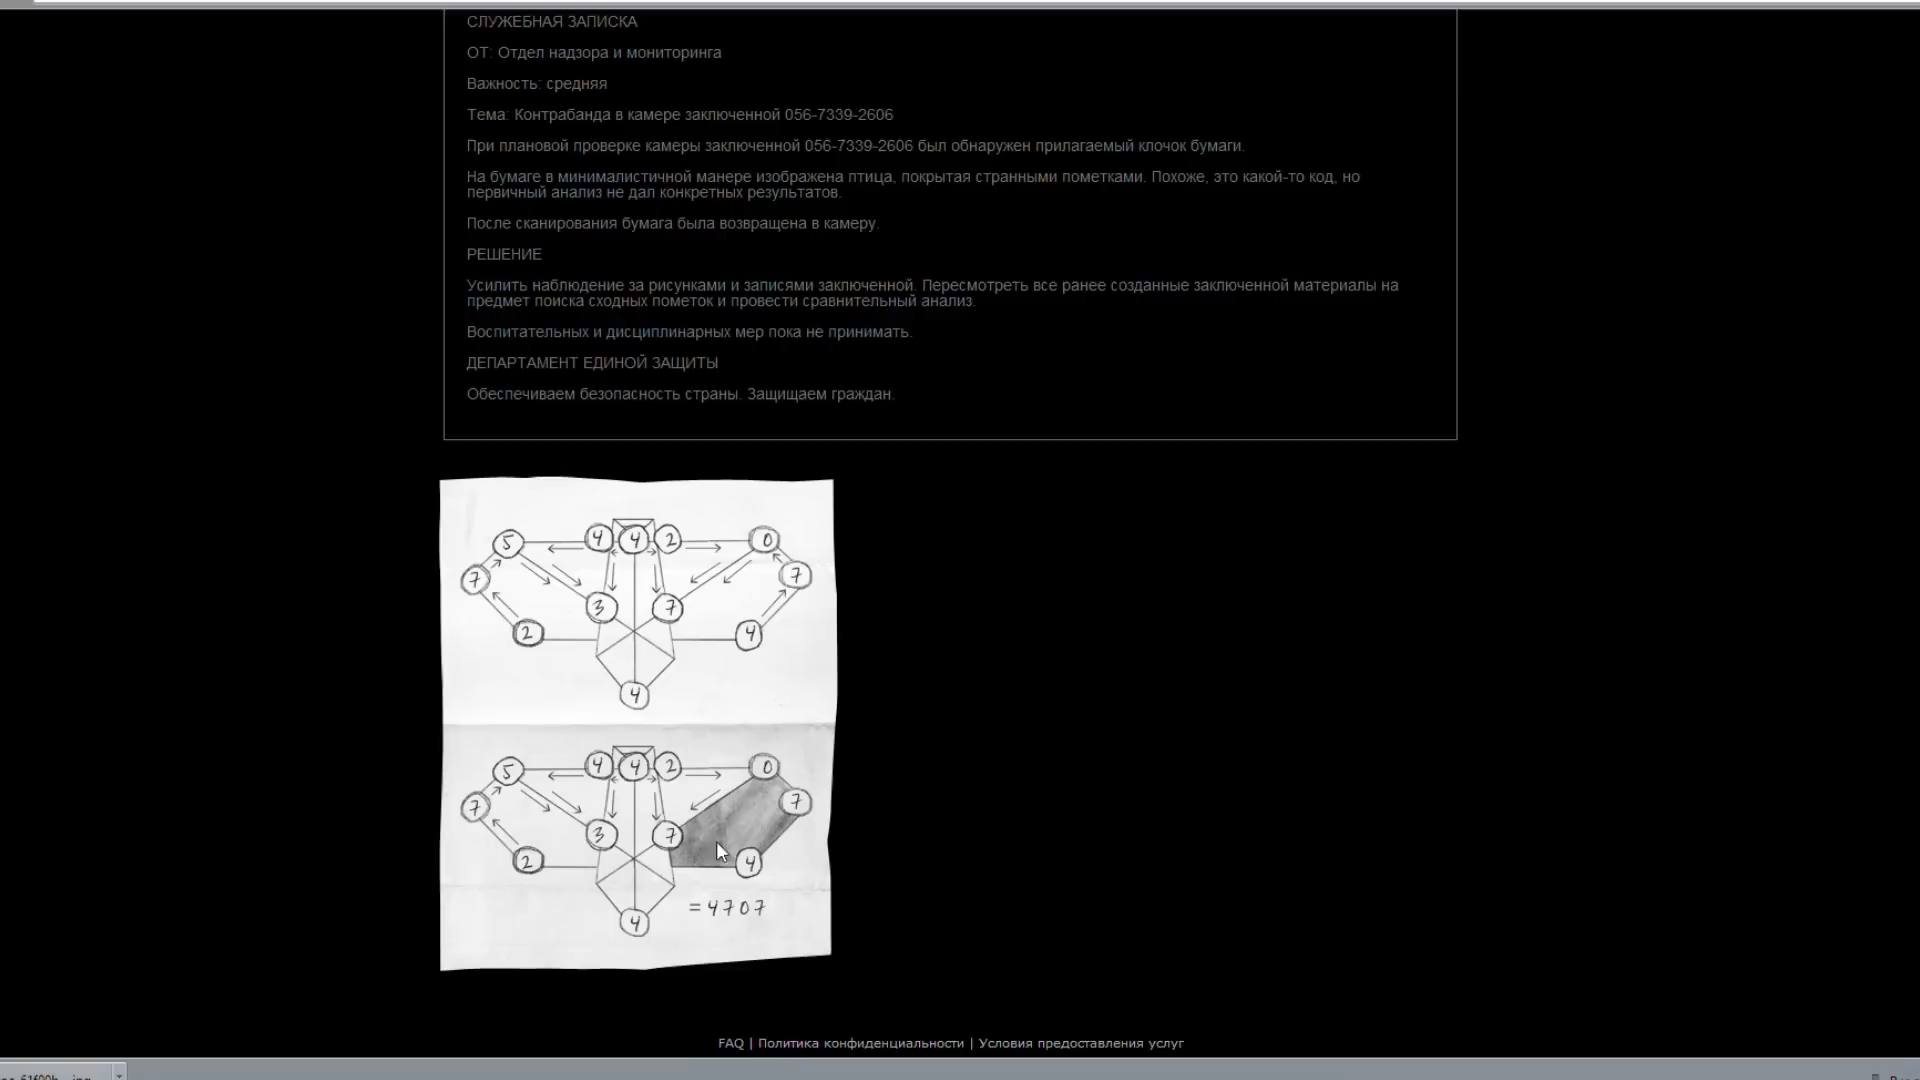 СЛУЖЕБНАЯ ЗАПИСКА
ОТ: Отдел надзора и мониторинга
Важность: средняя
Тема: Контрабанда в камере заключенной 056-7339-2606
При плановой проверке камеры заключенной 056-7339-2606 был обнаружен прилагаемый клочок бумаги.
На бумаге в минималистичной манере изображена птица, покрытая странными пометками. Похоже, это какой-то код, но
первичный анализ не дал конкретных результатов.
После сканирования бумага была возвращена в камеру.
РЕШЕНИЕ
Усилить наблюдение за рисунками и записями заключенной. Пересмотреть все ранее созданные заключенной материалы на
предмет поиска сходных пометок и провести сравнительный анализ.
Воспитательных и дисциплинарных мер пока не принимать.
ДЕПАРТАМЕНТ ЕДИНОЙ ЗАЩИТЫ
Обеспечиваем безопасность страны. Защищаем граждан.
5 4 4 2 0
7 7
3 7
2 4
4
5 4 4 2 0
7 7
3 7
2 4
= 4707
4
FAQ | Политика конфиденциальности | Условия предоставления услуг